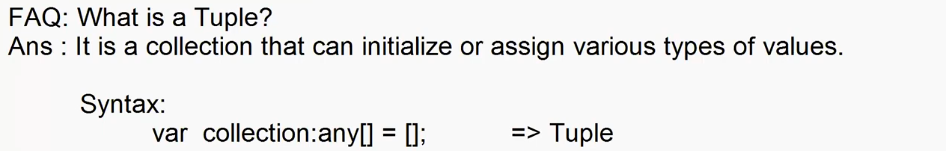 FAQ: What is a Tuple?
Ans : It is a collection that can initialize or assign various types of values.
Syntax:
var collection:any[] = []; => Tuple